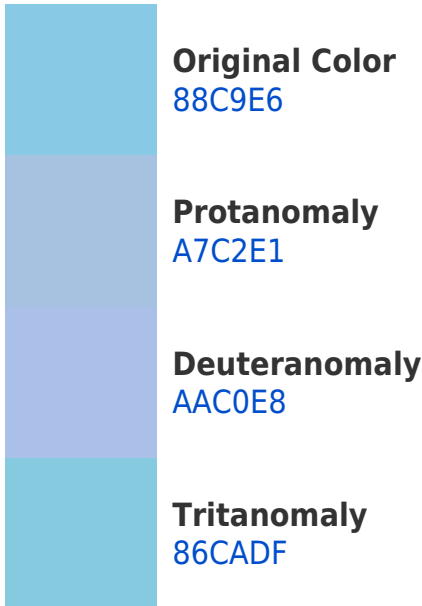 Original Color
88C9E6
Protanomaly
A7C2E1
Deuteranomaly
AAC0E8
Tritanomaly
86CADF